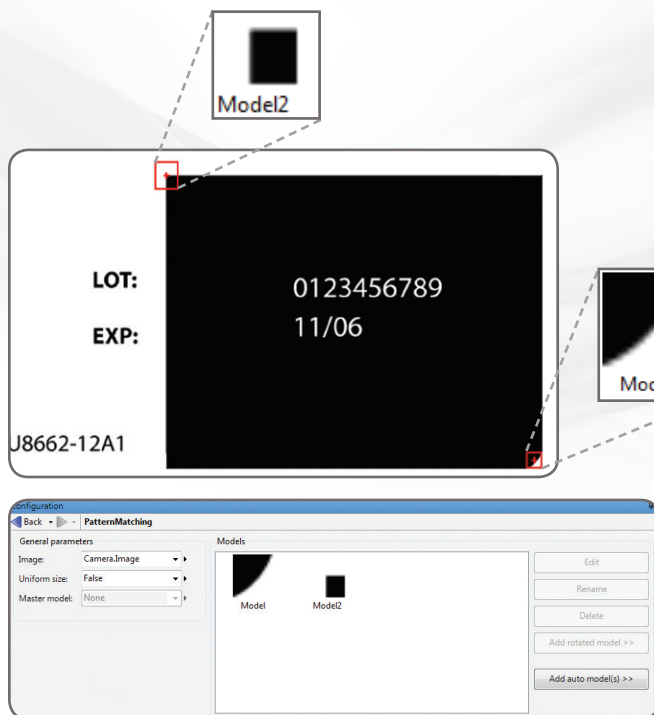 Model2
LOT: 0123456789
EXP: 11/06
J8662-12A1
Configuration
Back PatternMatching
General parameters
Models
Image: Camera.Image
Uniform size: False
Master model: None
Model
Model2
Edit
Rename
Delete
Add rotated model >>
Add auto model(s) >>